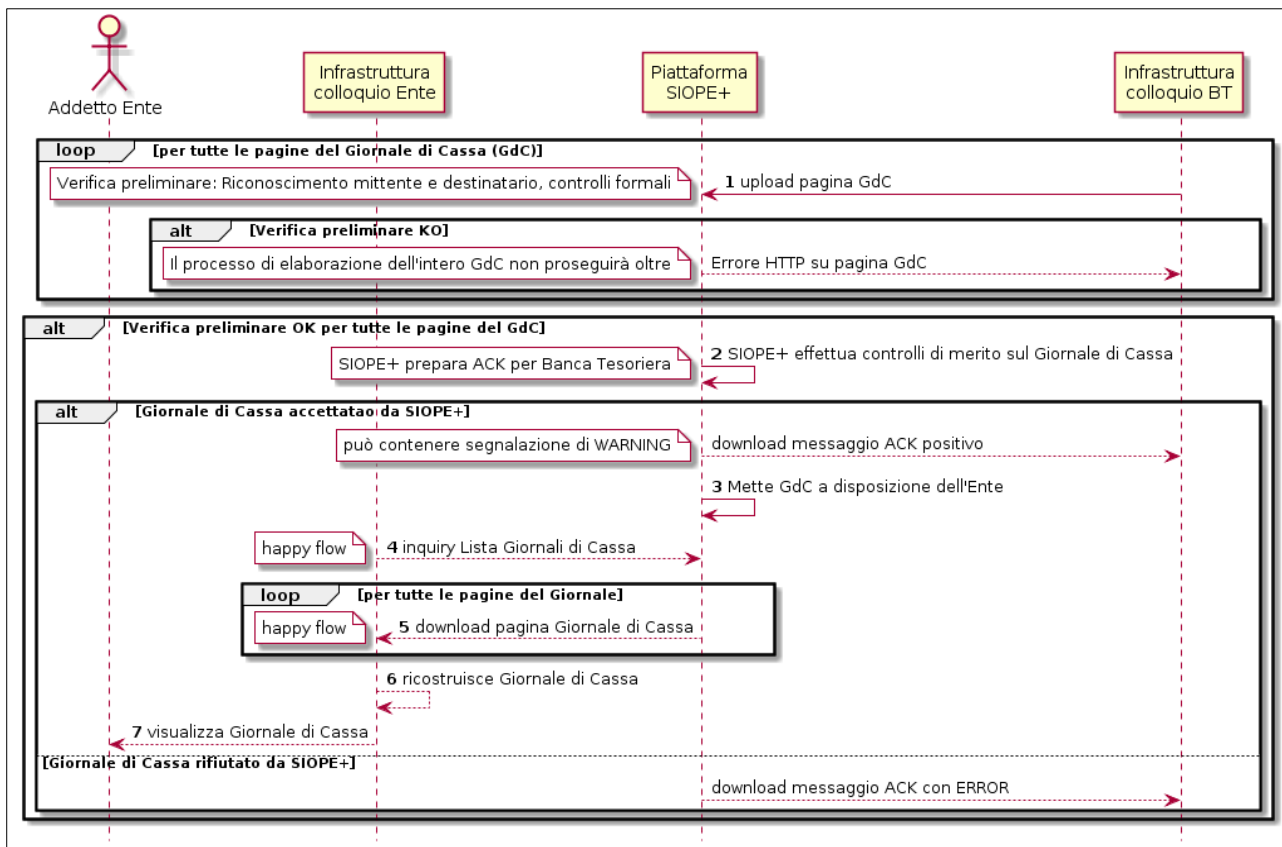 Addetto Ente
Infrastruttura
colloquio Ente
Piattaforma
SIOPE+
Infrastruttura
colloquio BT
loop [per tutte le pagine del Giornale di Cassa (GdC)]
Verifica preliminare: Riconoscimento mittente e destinatario, controlli formali
1 upload pagina GdC
alt [Verifica preliminare KO]
Il processo di elaborazione dell'intero GdC non proseguirà oltre
Errore HTTP su pagina GdC
alt [Verifica preliminare OK per tutte le pagine del GdC]
SIOPE+ prepara ACK per Banca Tesoriera
2 SIOPE+ effettua controlli di merito sul Giornale di Cassa
alt [Giornale di Cassa accettatao da SIOPE+]
può contenere segnalazione di WARNING
download messaggio ACK positivo
3 Mette GdC a disposizione dell'Ente
happy flow
4 inquiry Lista Giornali di Cassa
loop [per tutte le pagine del Giornale]
happy flow
5 download pagina Giornale di Cassa
6 ricostruisce Giornale di Cassa
7 visualizza Giornale di Cassa
[Giornale di Cassa rifiutato da SIOPE+]
download messaggio ACK con ERROR